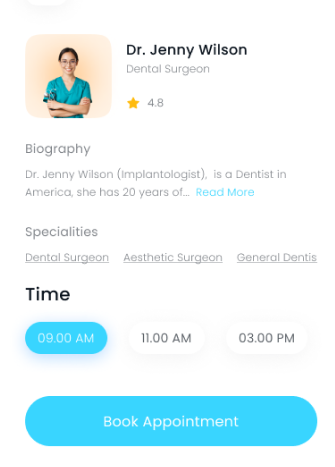 Dr. Jenny Wilson
Dental Surgeon
4.8
Biography
Dr. Jenny Wilson (Implantologist), is a Dentist in
America, she has 20 years of... Read More
Specialities
Dental Surgeon Aesthetic Surgeon General Dentis
Time
09.00 AM 11.00 AM 03.00 PM
Book Appointment